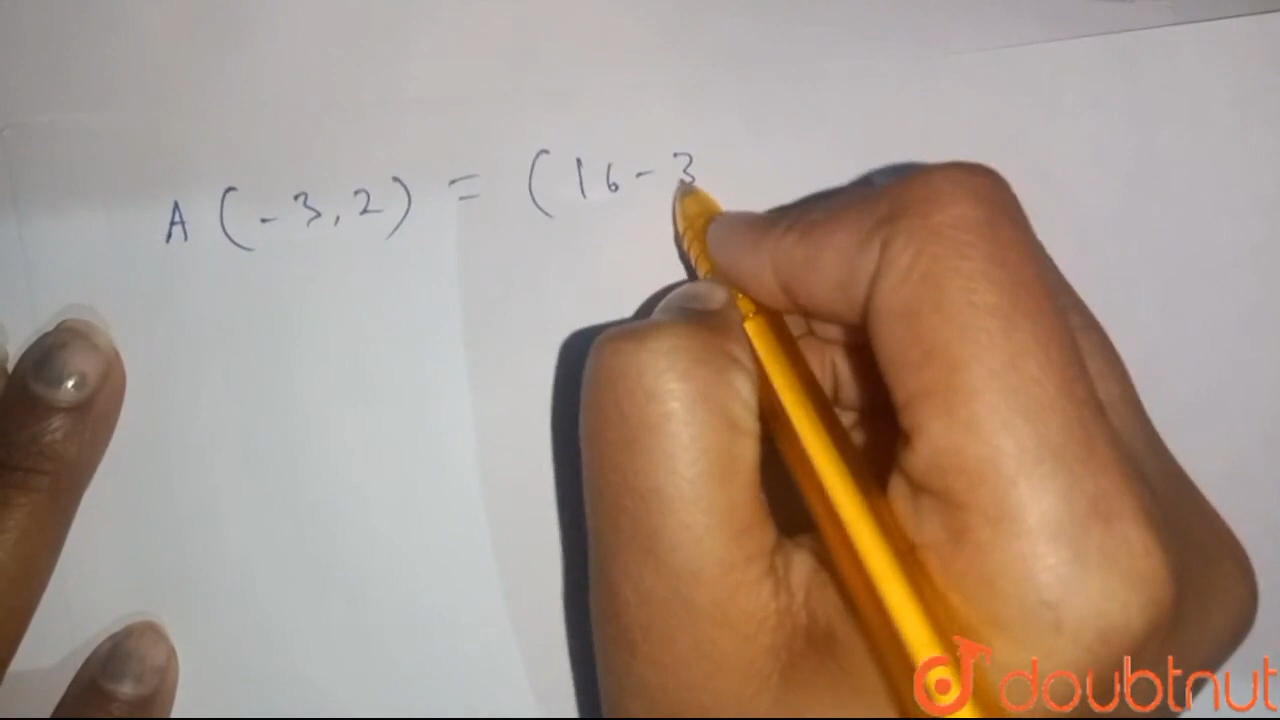 A (-3,2) = (16-3
doubtnut